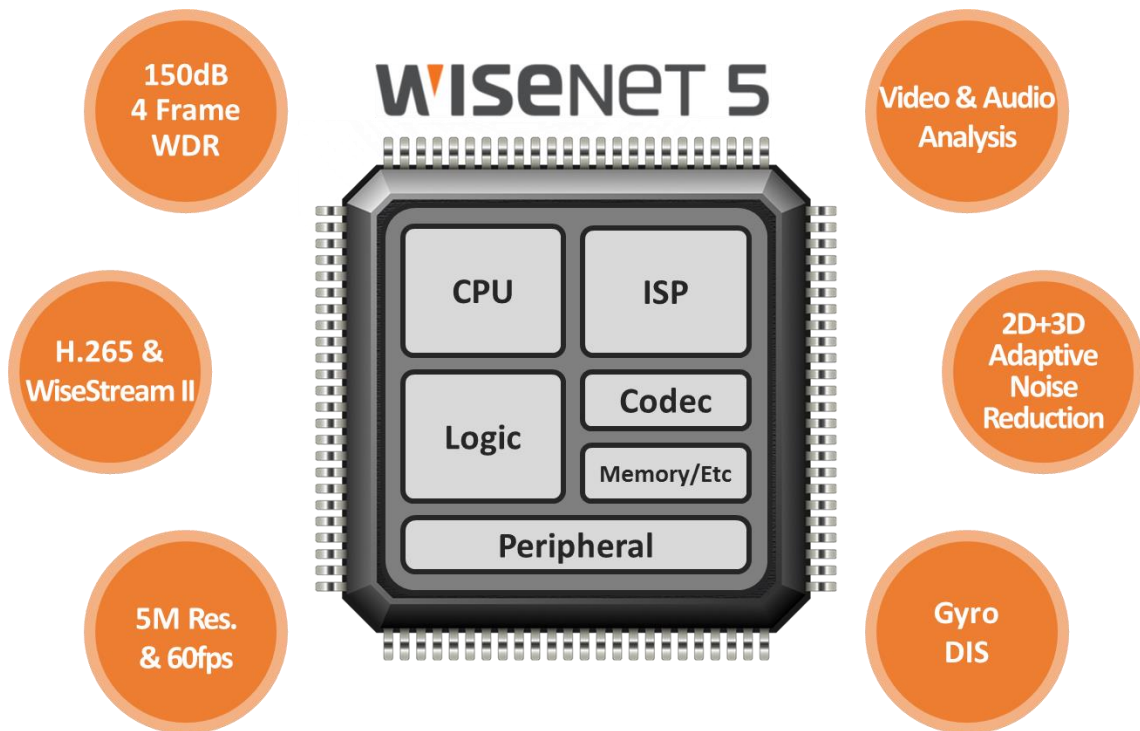 150dB
4 Frame
WDR
WISENET 5
Video & Audio
Analysis
H.265 &
WiseStream II
CPU
ISP
Logic
Codec
Memory/Etc
Peripheral
2D+3D
Adaptive
Noise
Reduction
5M Res.
& 60fps
Gyro
DIS